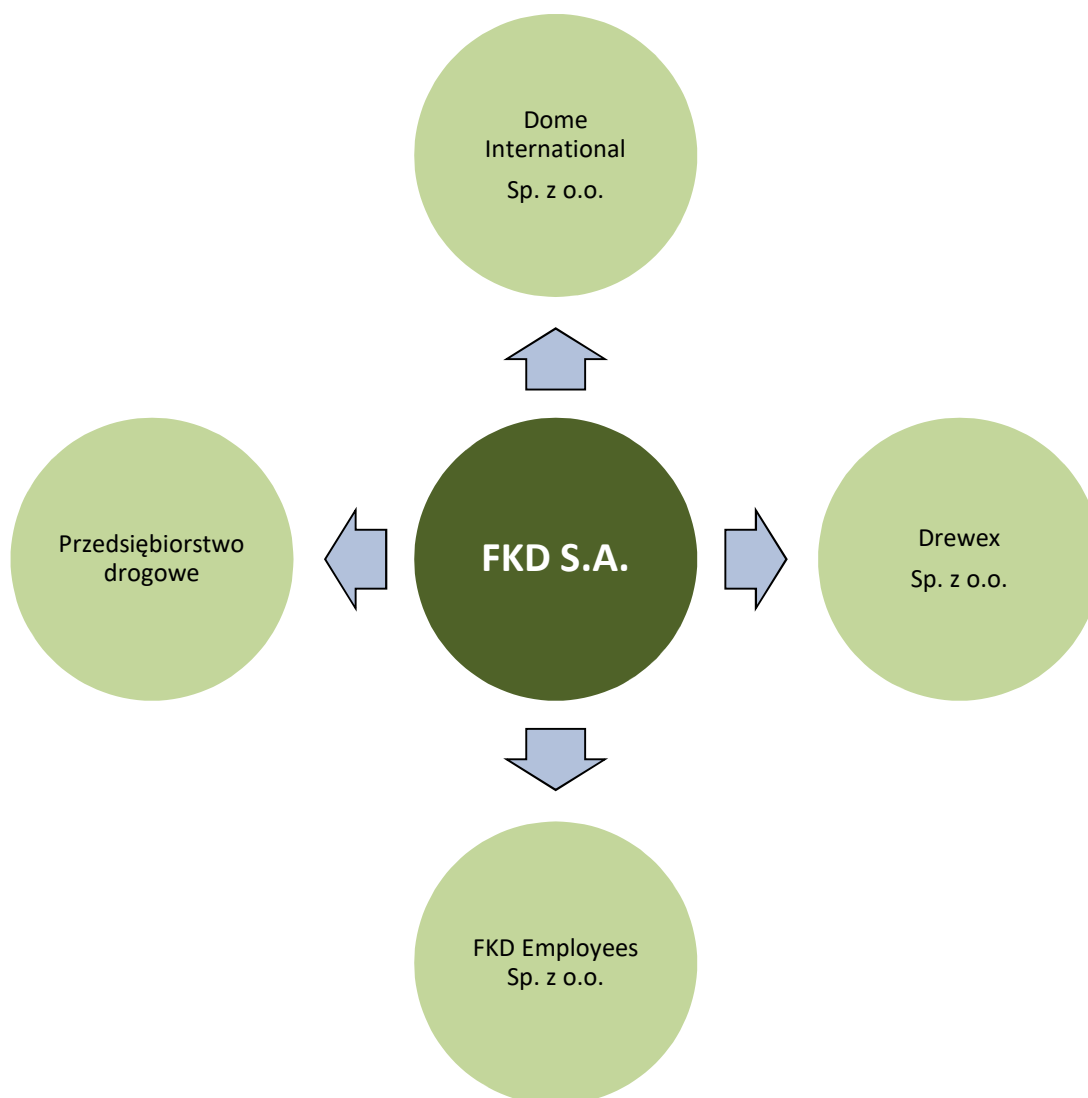 Dome
International
Sp. z o.o.
Przedsiębiorstwo
drogowe
FKD S.A.
Drewex
Sp. z o.o.
FKD Employees
Sp. z o.o.